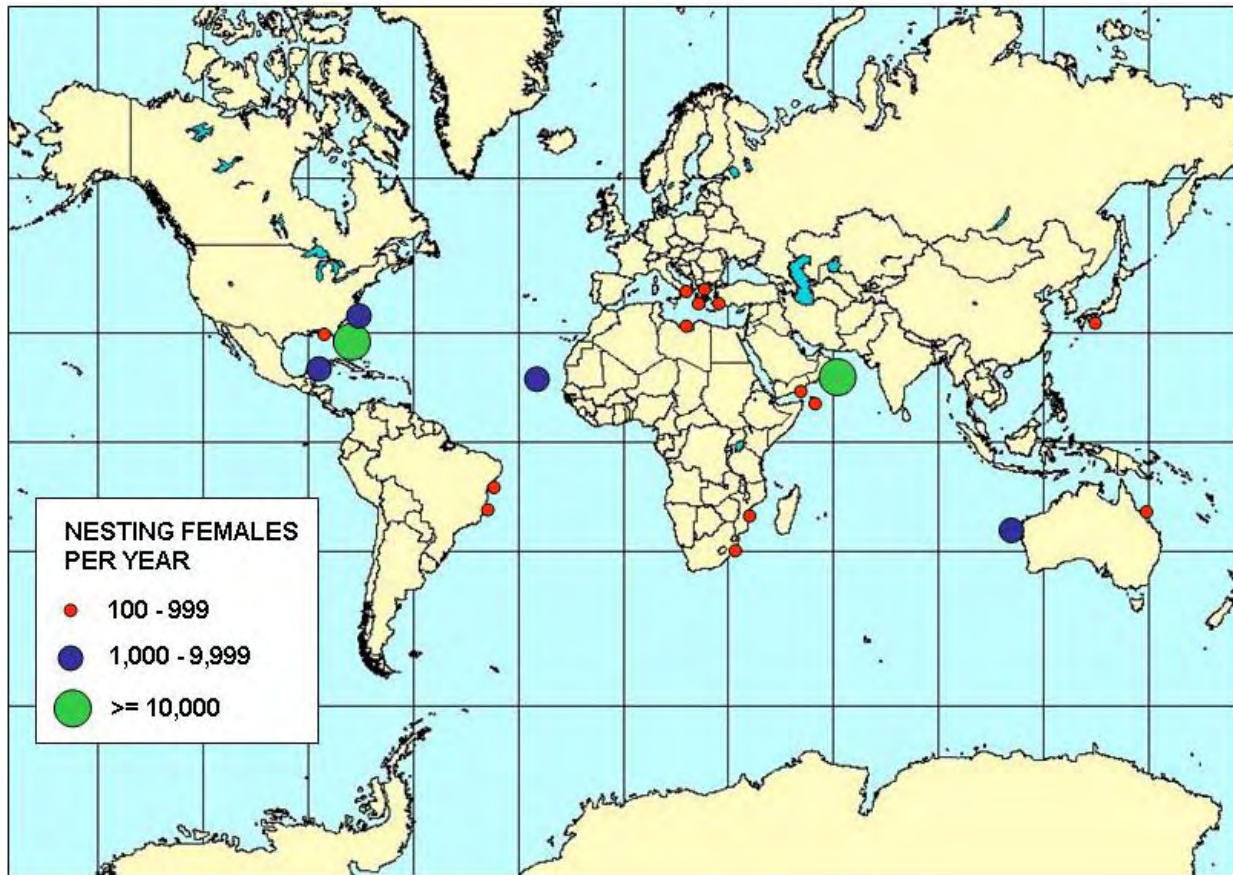 NESTING FEMALES
PER YEAR
100 - 999
1,000 - 9,999
>= 10,000